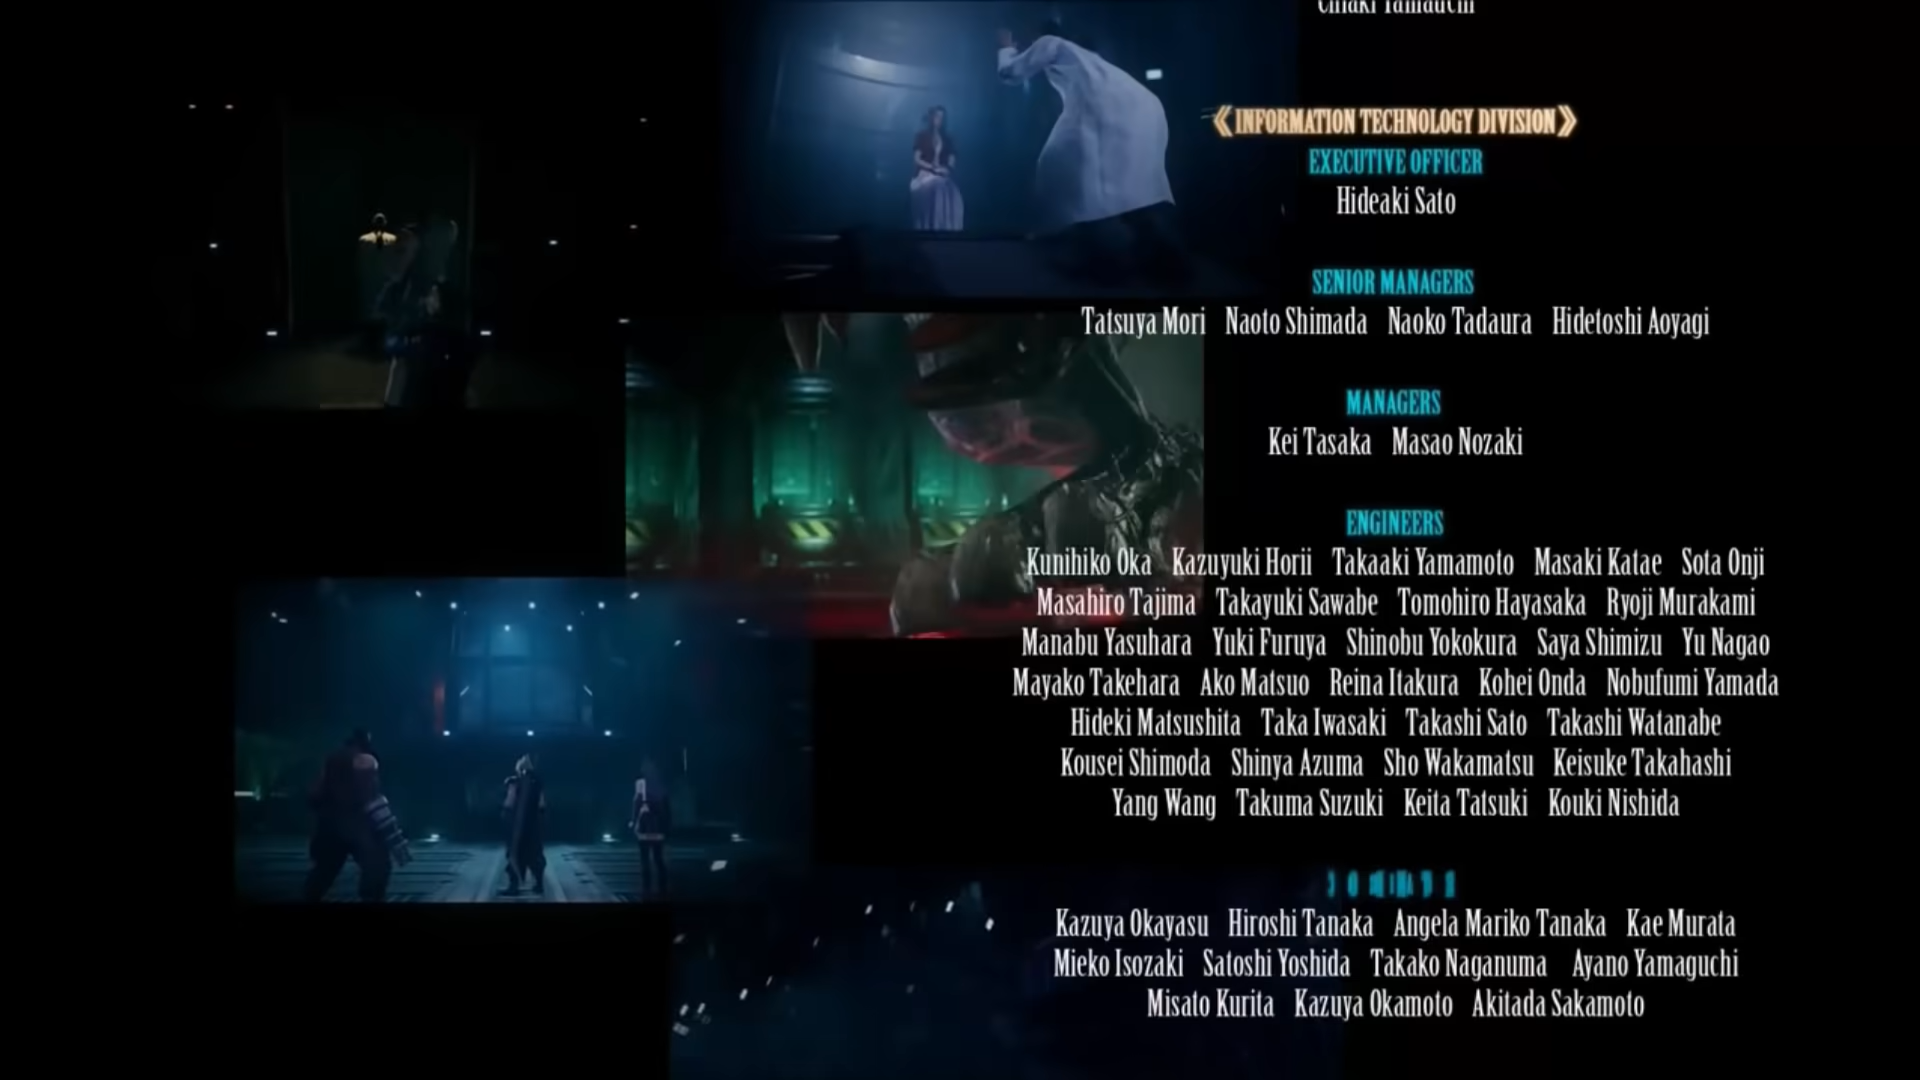 Chiaki Yamauchi
《INFORMATION TECHNOLOGY DIVISION》
EXECUTIVE OFFICER
Hideaki Sato
SENIOR MANAGERS
Tatsuya Mori Naoto Shimada Naoko Tadaura Hidetoshi Aoyagi
MANAGERS
Kei Tasaka Masao Nozaki
ENGINEERS
Kunihiko Oka Kazuyuki Horii Takaaki Yamamoto Masaki Katae Sota Onji
Masahiro Tajima Takayuki Sawabe Tomohiro Hayasaka Ryoji Murakami
Manabu Yasuhara Yuki Furuya Shinobu Yokokura Saya Shimizu Yu Nagao
Mayako Takehara Ako Matsuo Reina Itakura Kohei Onda Nobufumi Yamada
Hideki Matsushita Taka Iwasaki Takashi Sato Takashi Watanabe
Kousei Shimoda Shinya Azuma Sho Wakamatsu Keisuke Takahashi
Yang Wang Takuma Suzuki Keita Tatsuki Kouki Nishida
Kazuya Okayasu Hiroshi Tanaka Angela Mariko Tanaka Kae Murata
Mieko Isozaki Satoshi Yoshida Takako Naganuma Ayano Yamaguchi
Misato Kurita Kazuya Okamoto Akitada Sakamoto